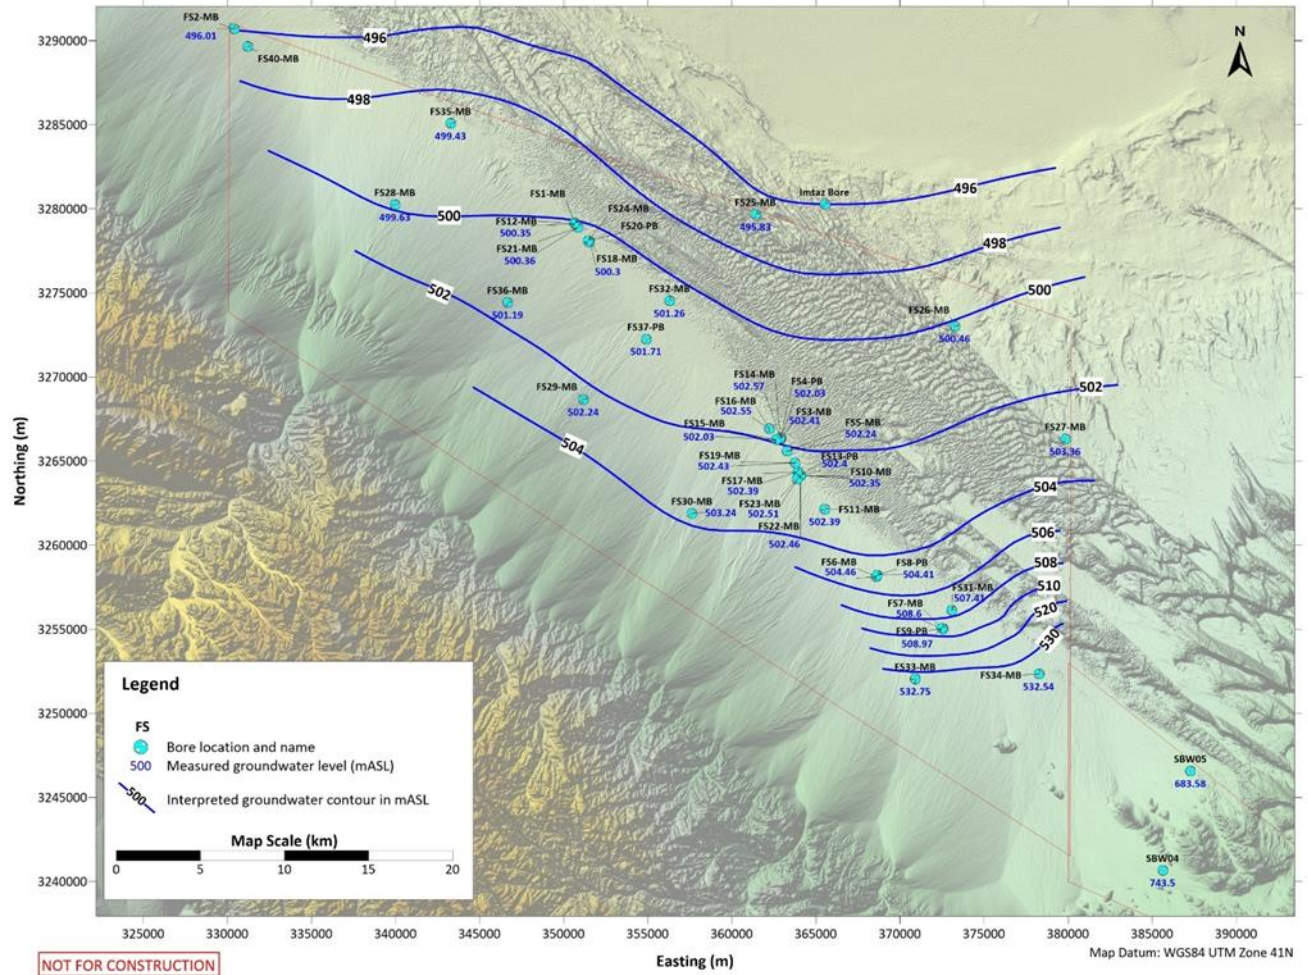 FS2-MB
496.01
FS40-MB
496
N
498
FS35-MB
499.43
FS28-MB
499.63
500
FS1-MB
FS24-MB
FS12-MB
500.35
FS20-PB
FS21-MB
500.36
FS18-MB
500.3
FS25-MB
495.83
Imtaz Bore
496
498
500
502
FS36-MB
501.19
FS32-MB
501.26
FS37-PB
501.71
FS26-MB
500.46
FS29-MB
502.24
FS14-MB
502.57
FS4-PB
502.03
FS16-MB
502.55
FS3-MB
502.41
FS15-MB
502.03
FS5-MB
502.24
502
FS27-MB
503.36
504
FS19-MB
502.43
FS13-PB
502.4
FS17-MB
502.39
FS10-MB
502.35
FS30-MB
503.24
FS23-MB
502.51
FS11-MB
502.39
FS22-MB
502.46
504
506
508
510
520
530
FS6-MB
504.46
FS8-PB
504.41
FS31-MB
507.41
FS7-MB
508.6
FS9-PB
508.97
FS33-MB
532.75
FS34-MB
532.54
SBW05
683.58
SBW04
743.5
Legend
FS
Bore location and name
500
Measured groundwater level (mASL)
500
Interpreted groundwater contour in mASL
Map Scale (km)
0 5 10 15 20
Northing (m)
3290000
3285000
3280000
3275000
3270000
3265000
3260000
3255000
3250000
3245000
3240000
325000 330000 335000 340000 345000 350000 355000 360000 365000 370000 375000 380000 385000 390000
Easting (m)
Map Datum: WGS84 UTM Zone 41N
NOT FOR CONSTRUCTION